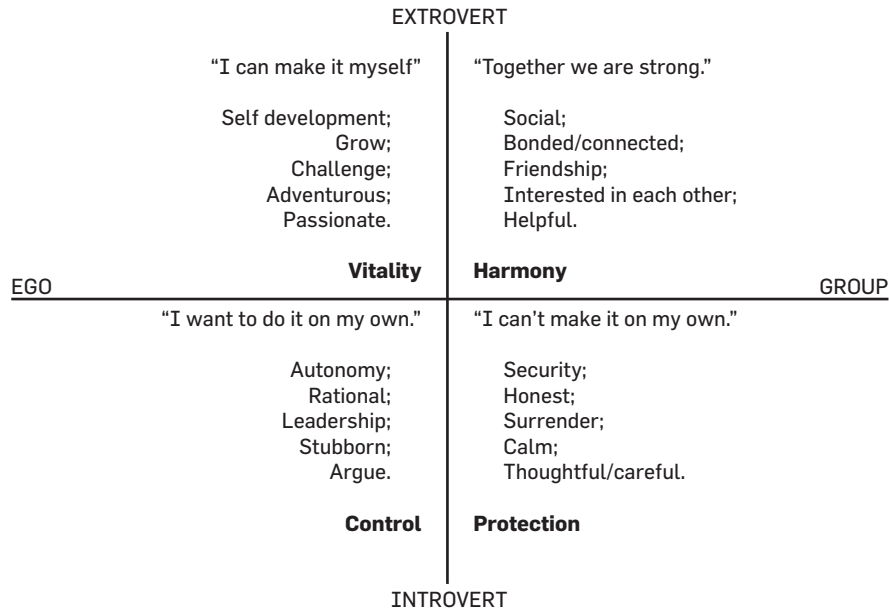 EXTROVERT
“I can make it myself”
Self development;
Grow;
Challenge;
Adventurous;
Passionate.
Vitality
“Together we are strong.”
Social;
Bonded/connected;
Friendship;
Interested in each other;
Helpful.
Harmony
EGO
GROUP
“I want to do it on my own.”
Autonomy;
Rational;
Leadership;
Stubborn;
Argue.
Control
“I can't make it on my own.”
Security;
Honest;
Surrender;
Calm;
Thoughtful/careful.
Protection
INTROVERT